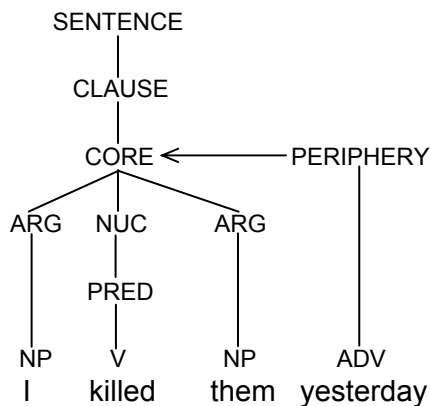 SENTENCE
CLAUSE
CORE PERIPHERY
ARG NUC ARG
PRED
NP V NP ADV
I killed them yesterday